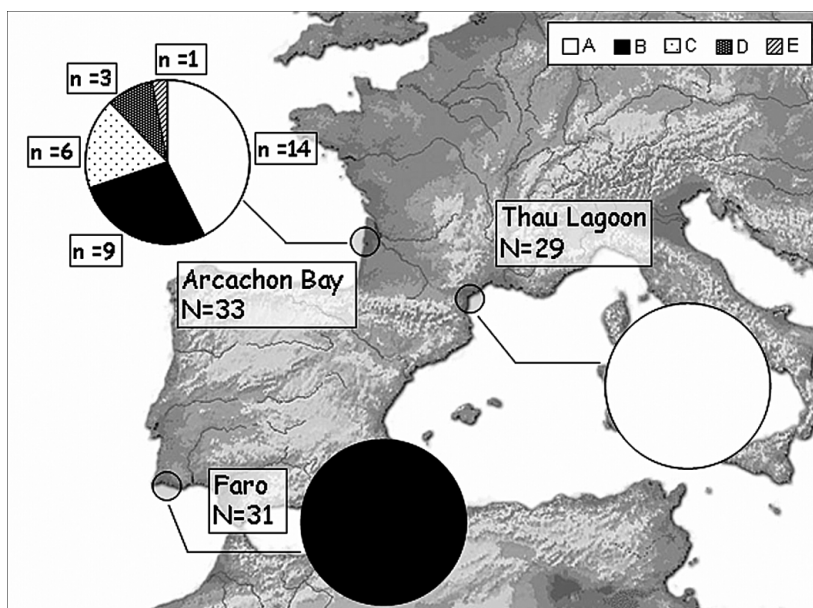 A B C D E
n =1
n =3
n =6
n =14
n =9
Thau Lagoon
N=29
Arcachon Bay
N=33
Faro
N=31